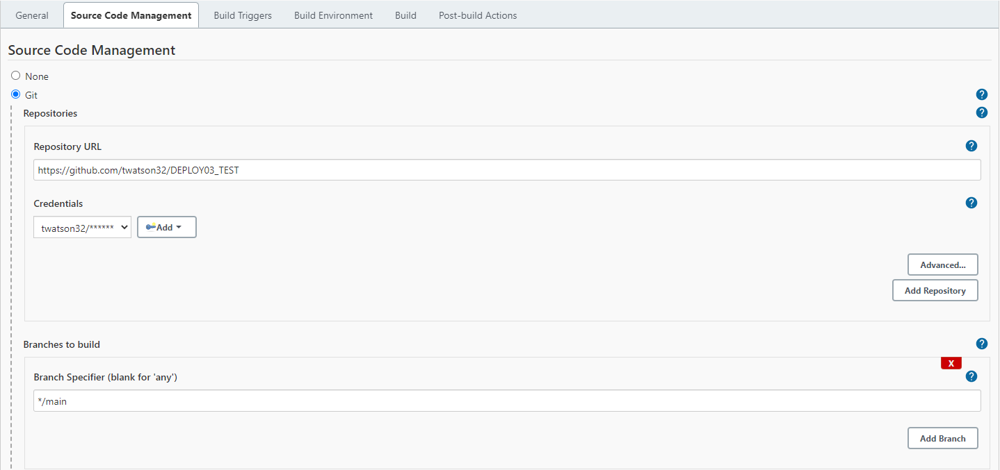 General Source Code Management Build Triggers Build Environment Build Post-build Actions
Source Code Management
None
Git
?
Repositories
?
Repository URL
?
https://github.com/twatson32/DEPLOY03_TEST
Credentials
?
twatson32/****** Add
Advanced...
Add Repository
Branches to build
?
X
Branch Specifier (blank for 'any')
?
*/main
Add Branch